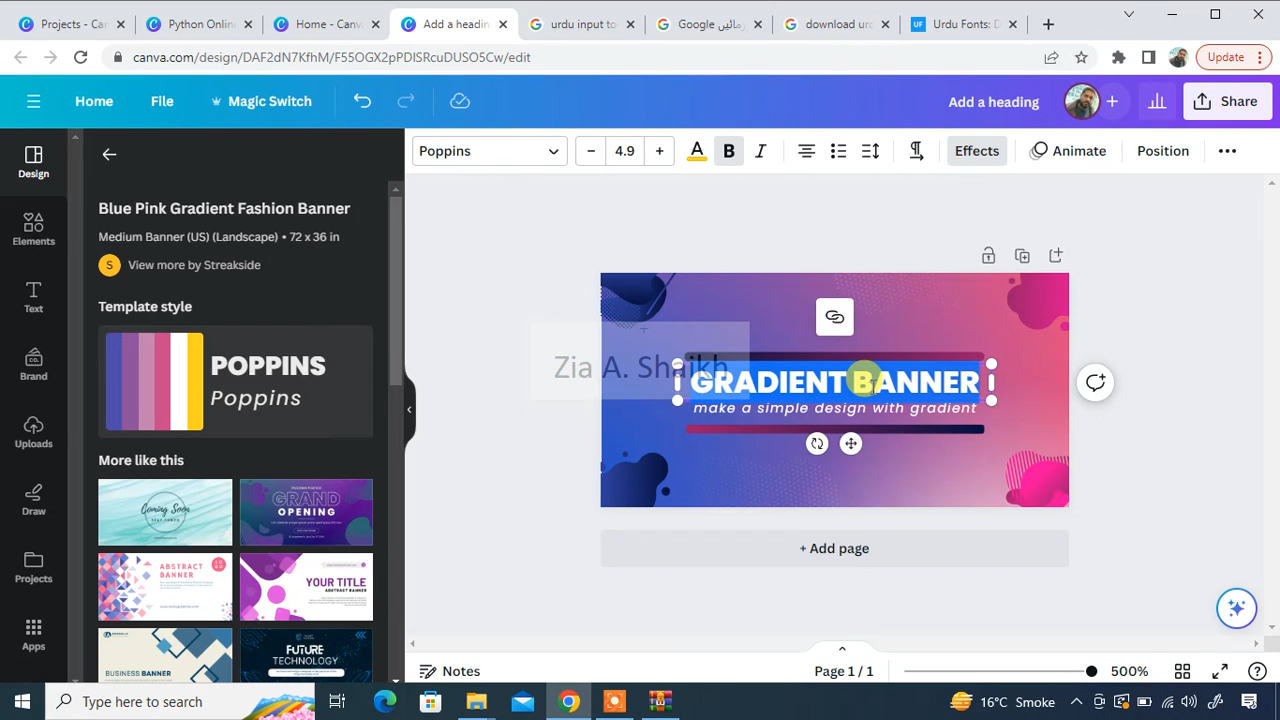 Projects - Canv
Python Online
Home - Canva
Add a headin
urdu input to
Google رمائیں
download urd
Urdu Fonts: D
canva.com/design/DAF2dN7KfhM/F55OGX2pPDISRcuDUSO5Cw/edit
Update
Home
File
Magic Switch
Add a heading
Share
Poppins
4.9
A
B
I
Effects
Animate
Position
Design
Elements
Text
Brand
Uploads
Draw
Projects
Apps
Blue Pink Gradient Fashion Banner
Medium Banner (US) (Landscape) • 72 x 36 in
S
View more by Streakside
Template style
POPPINS
Poppins
More like this
Coming Soon
GRAND
OPENING
ABSTRACT
BANNER
YOUR TITLE
ABSTRACT BANNER
BUSINESS BANNER
FUTURE
TECHNOLOGY
Zia A. Shaikh
GRADIENT BANNER
make a simple design with gradient
+ Add page
Notes
Page 1 / 1
500%
Type here to search
16°C Smoke